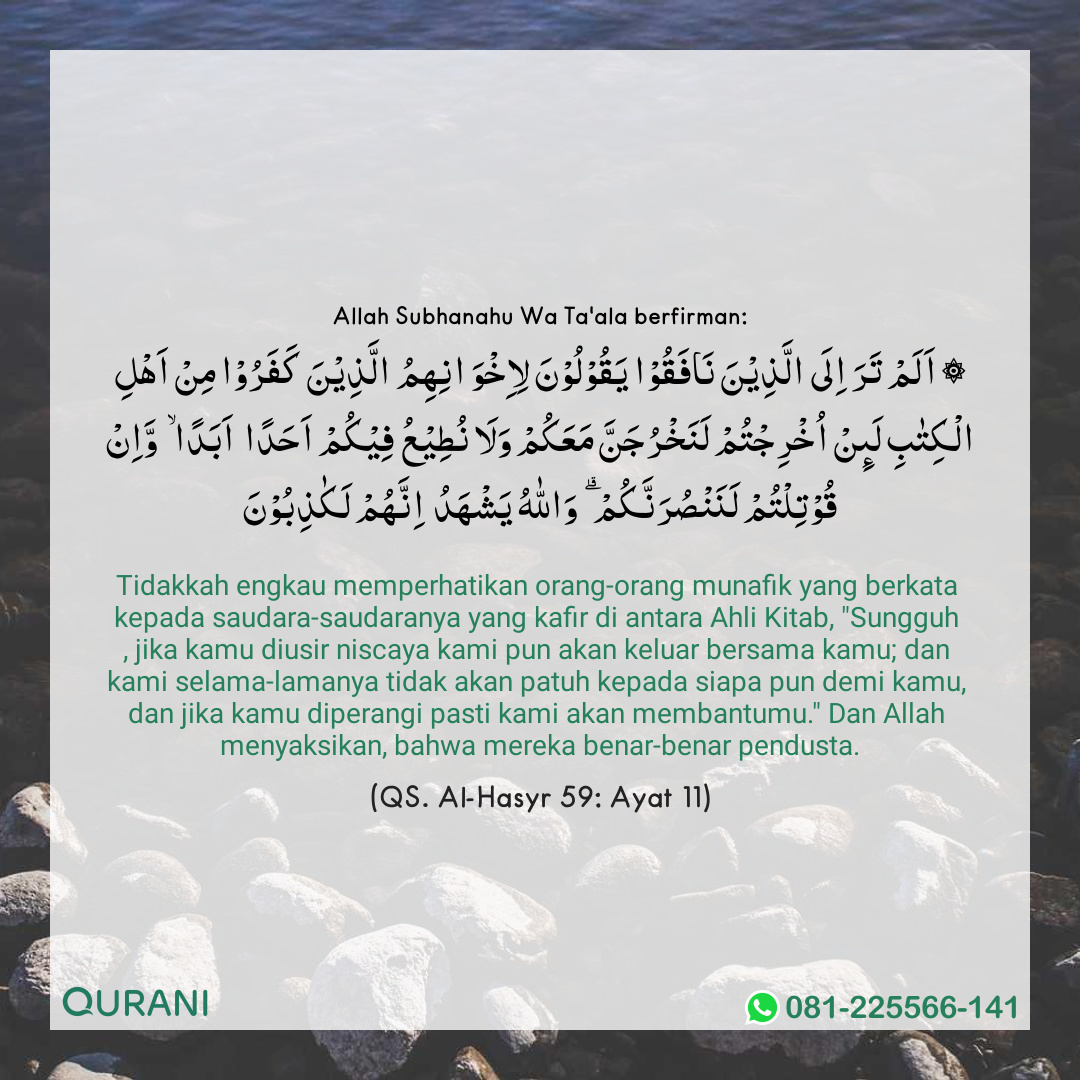 Allah Subhanahu Wa Ta'ala berfirman:
۞ اَلَمْ تَرَ اِلَى الَّذِيْنَ نَافَقُوْا يَقُوْلُوْنَ لِاِخْوَانِهِمُ الَّذِيْنَ كَفَرُوْا مِنْ اَهْلِ
الْكِتٰبِ لَىِٕنْ اُخْرِجْتُمْ لَنَخْرُجَنَّ مَعَكُمْ وَلَا نُطِيْعُ فِيْكُمْ اَحَدًا اَبَدًاۙ وَّاِنْ
قُوْتِلْتُمْ لَنَنْصُرَنَّكُمْۗ وَاللّٰهُ يَشْهَدُ اِنَّهُمْ لَكٰذِبُوْنَ
Tidakkah engkau memperhatikan orang-orang munafik yang berkata
kepada saudara-saudaranya yang kafir di antara Ahli Kitab, "Sungguh
, jika kamu diusir niscaya kami pun akan keluar bersama kamu; dan
kami selama-lamanya tidak akan patuh kepada siapa pun demi kamu,
dan jika kamu diperangi pasti kami akan membantumu." Dan Allah
menyaksikan, bahwa mereka benar-benar pendusta.
(QS. Al-Hasyr 59: Ayat 11)
QURANI
081-225566-141